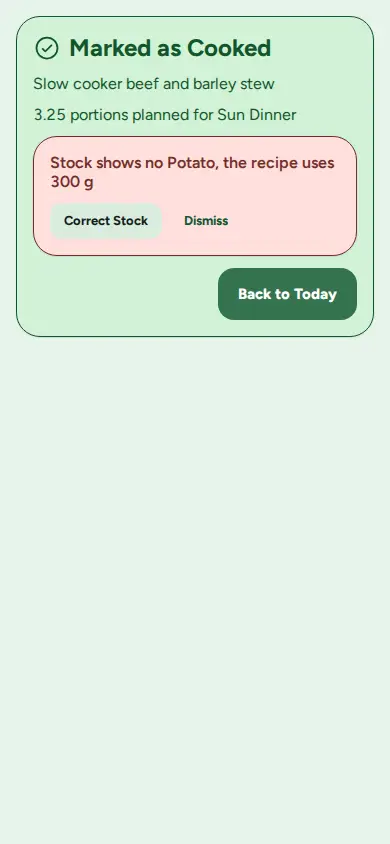 Marked as Cooked
Slow cooker beef and barley stew
3.25 portions planned for Sun Dinner
Stock shows no Potato, the recipe uses
300 g
Correct Stock
Dismiss
Back to Today